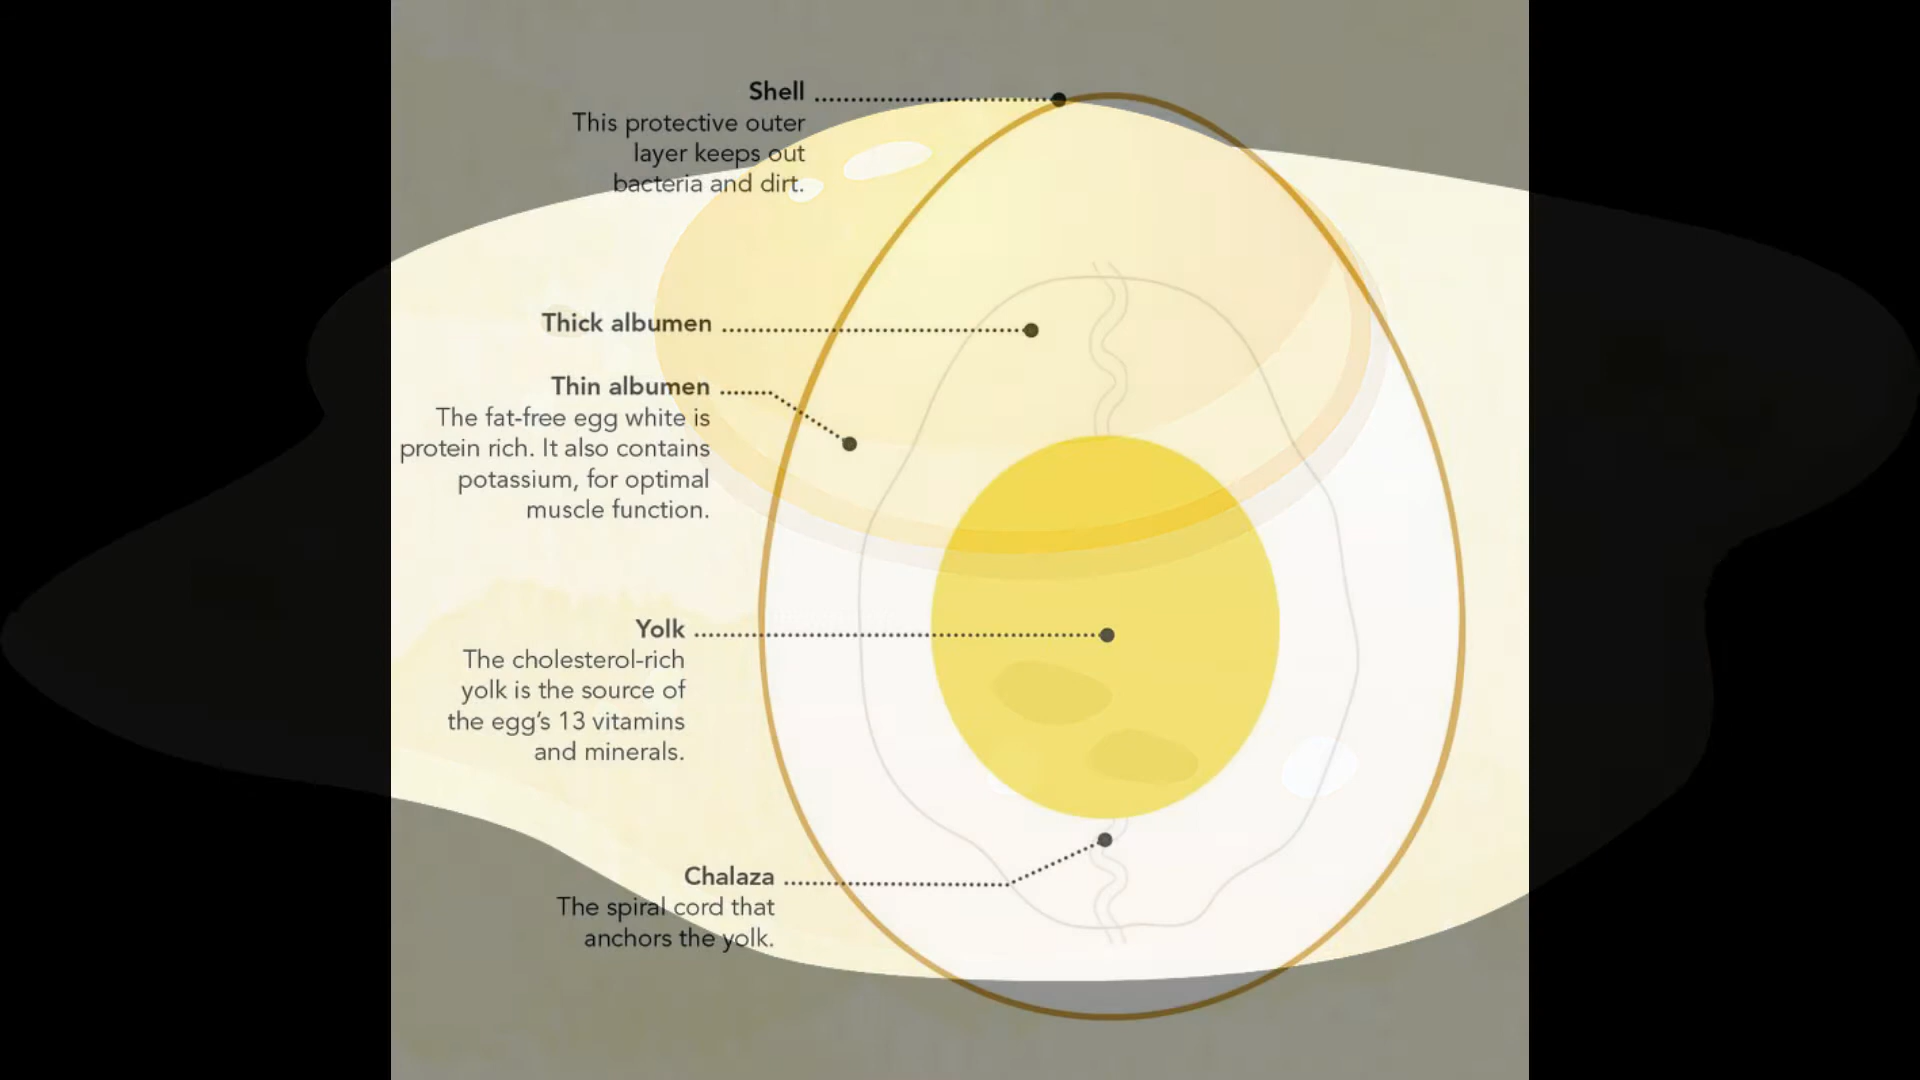 Shell
This protective outer
layer keeps out
bacteria and dirt.
Thick albumen
Thin albumen
The fat-free egg white is
protein rich. It also contains
potassium, for optimal
muscle function.
Yolk
The cholesterol-rich
yolk is the source of
the egg’s 13 vitamins
and minerals.
Chalaza
The spiral cord that
anchors the yolk.